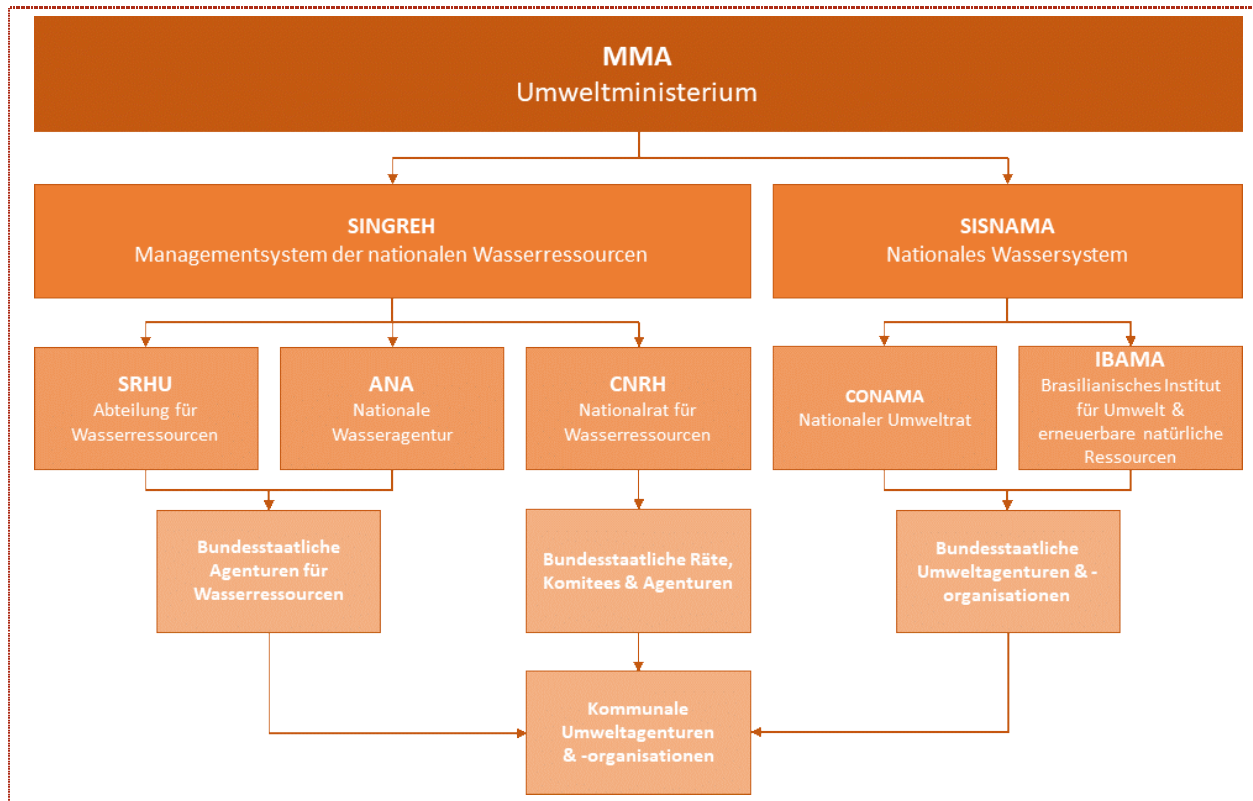 MMA
Umweltministerium
SINGREH
Managementsystem der nationalen Wasserressourcen
SISNAMA
Nationales Wassersystem
SRHU
Abteilung für
Wasserressourcen
ANA
Nationale
Wasseragentur
CNRH
Nationalrat für
Wasserressourcen
CONAMA
Nationaler Umweltrat
IBAMA
Brasilianisches Institut
für Umwelt &
erneuerbare natürliche
Ressourcen
Bundesstaatliche
Agenturen für
Wasserressourcen
Bundesstaatliche Räte,
Komitees & Agenturen
Bundesstaatliche
Umweltagenturen & -
organisationen
Kommunale
Umweltagenturen
& -organisationen